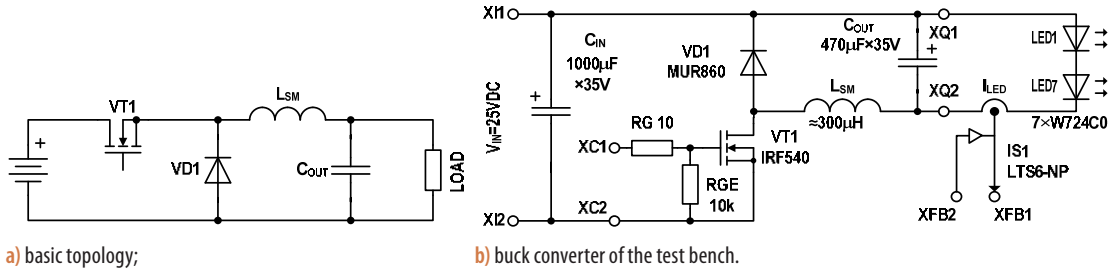 VT1
LSM
VD1
COUT
LOAD
+
a) basic topology;
XI1
VIN=25VDC
XI2
CIN
1000µF
×35V
+
XC1
XC2
RG 10
RGE
10k
VD1
MUR860
VT1
IRF540
LSM
≈300µH
COUT
470µF×35V
+
XQ1
XQ2
ILED
LED1
LED7
7×W724C0
IS1
LTS6-NP
XFB2
XFB1
b) buck converter of the test bench.